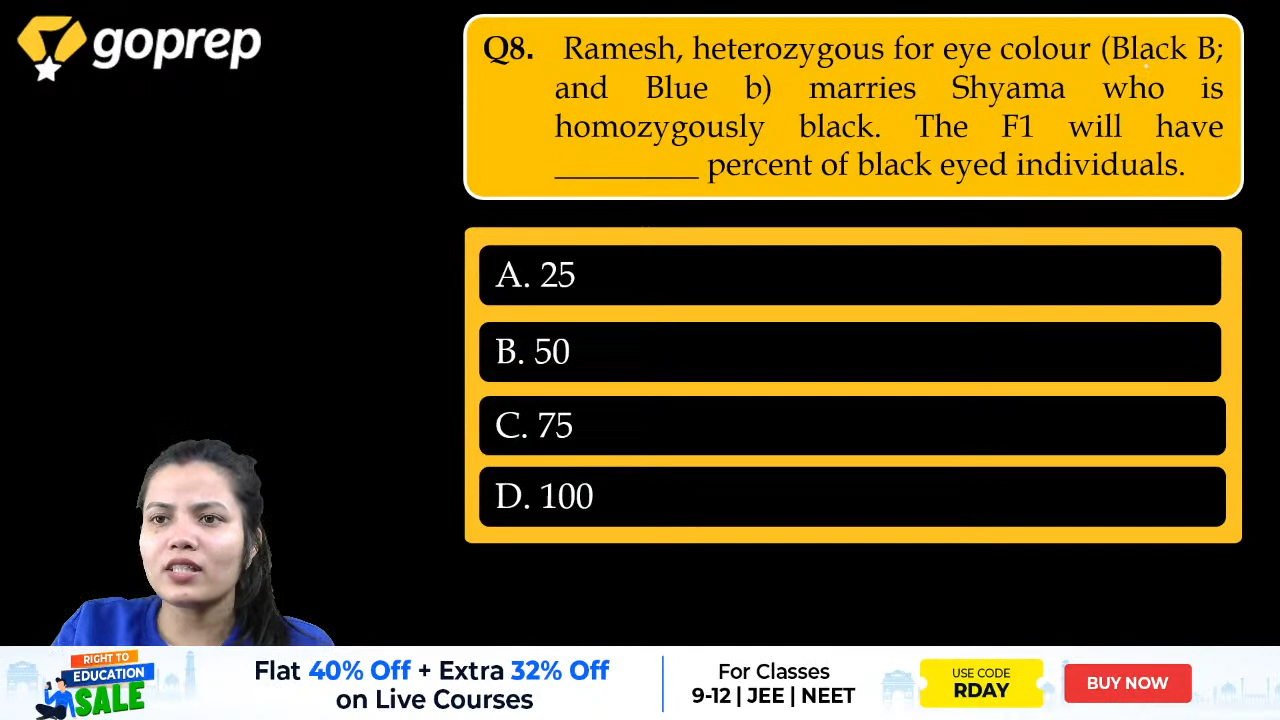 goprep
Q8. Ramesh, heterozygous for eye colour (Black B;
and Blue b) marries Shyama who is
homozygously black. The F1 will have
_________ percent of black eyed individuals.
A. 25
B. 50
C. 75
D. 100
RIGHT TO
EDUCATION
SALE
Flat 40% Off + Extra 32% Off
on Live Courses
For Classes
9-12 | JEE | NEET
USE CODE
RDAY
BUY NOW